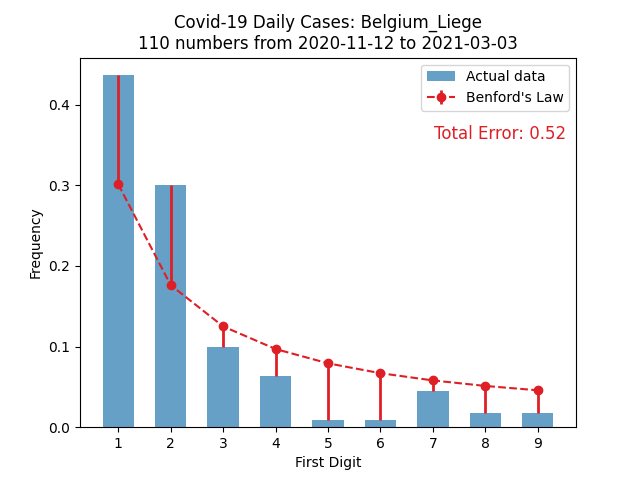 Covid-19 Daily Cases: Belgium_Liege
110 numbers from 2020-11-12 to 2021-03-03
Actual data
Benford's Law
Total Error: 0.52
0.4
0.3
0.2
0.1
0.0
Frequency
1 2 3 4 5 6 7 8 9
First Digit